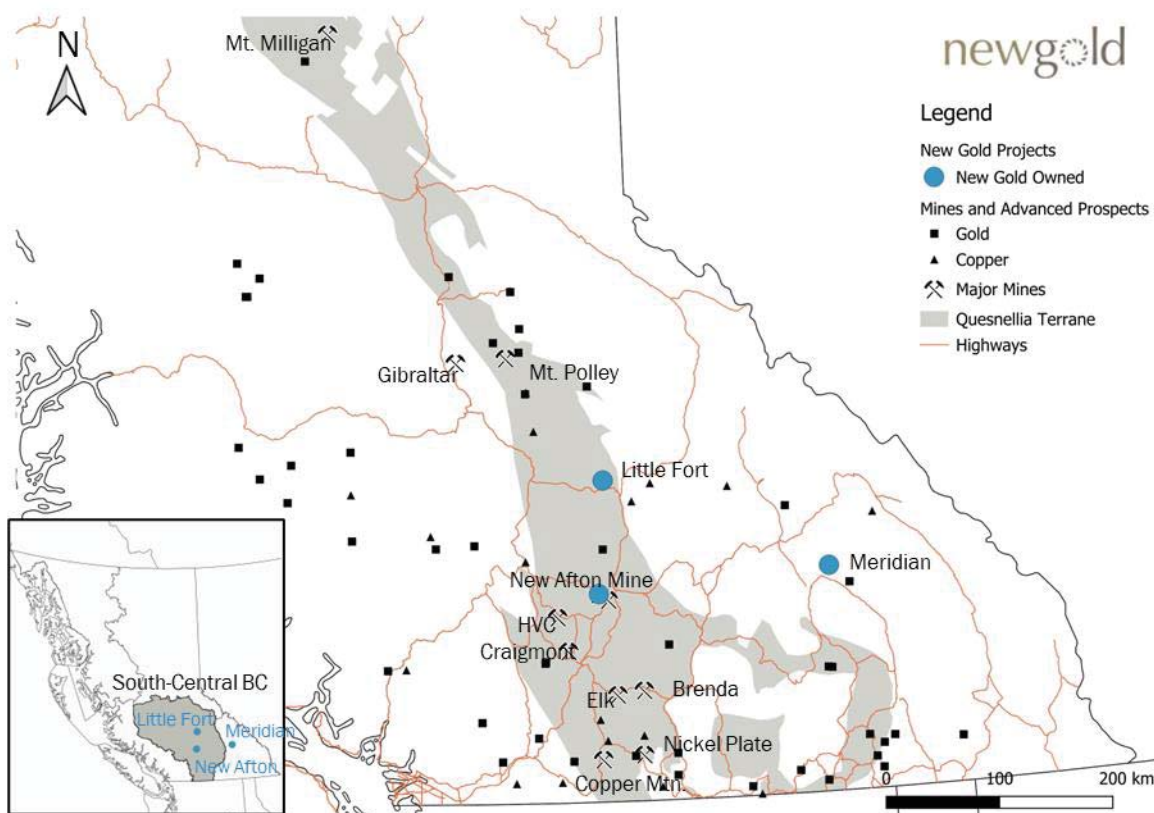 Mt. Milligan
N
newgold
Legend
New Gold Projects
New Gold Owned
Mines and Advanced Prospects
Gold
Copper
Major Mines
Quesnellia Terrane
Highways
Gibraltar
Mt. Polley
Little Fort
Meridian
New Afton Mine
HVC
Craigmont
Elk
Brenda
Nickel Plate
Copper Mtn.
South-Central BC
Little Fort
Meridian
New Afton
0 100 200 km